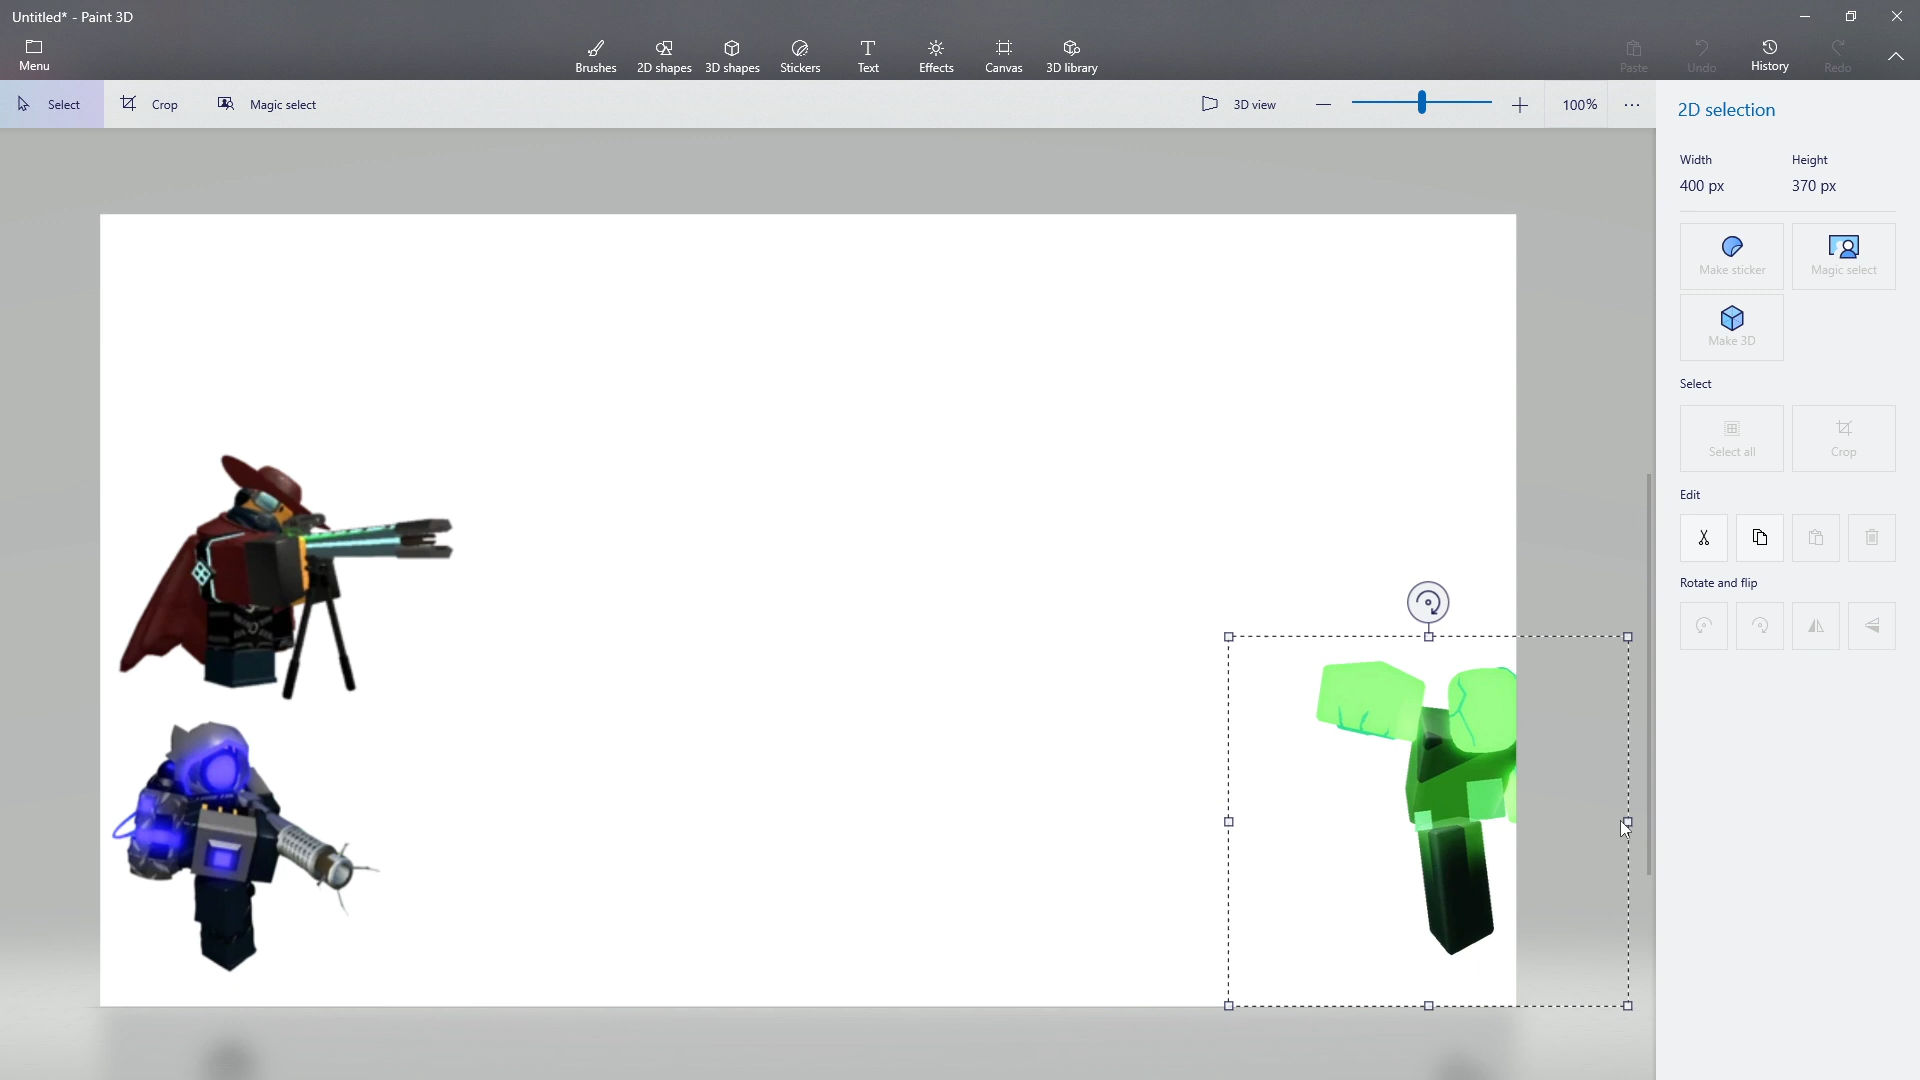 Untitled* - Paint 3D
Menu
Brushes
2D shapes
3D shapes
Stickers
Text
Effects
Canvas
3D library
Paste
Undo
History
Redo
Select
Crop
Magic select
3D view
100%
2D selection
Width
Height
400 px
370 px
Make sticker
Magic select
Make 3D
Select
Select all
Crop
Edit
Rotate and flip